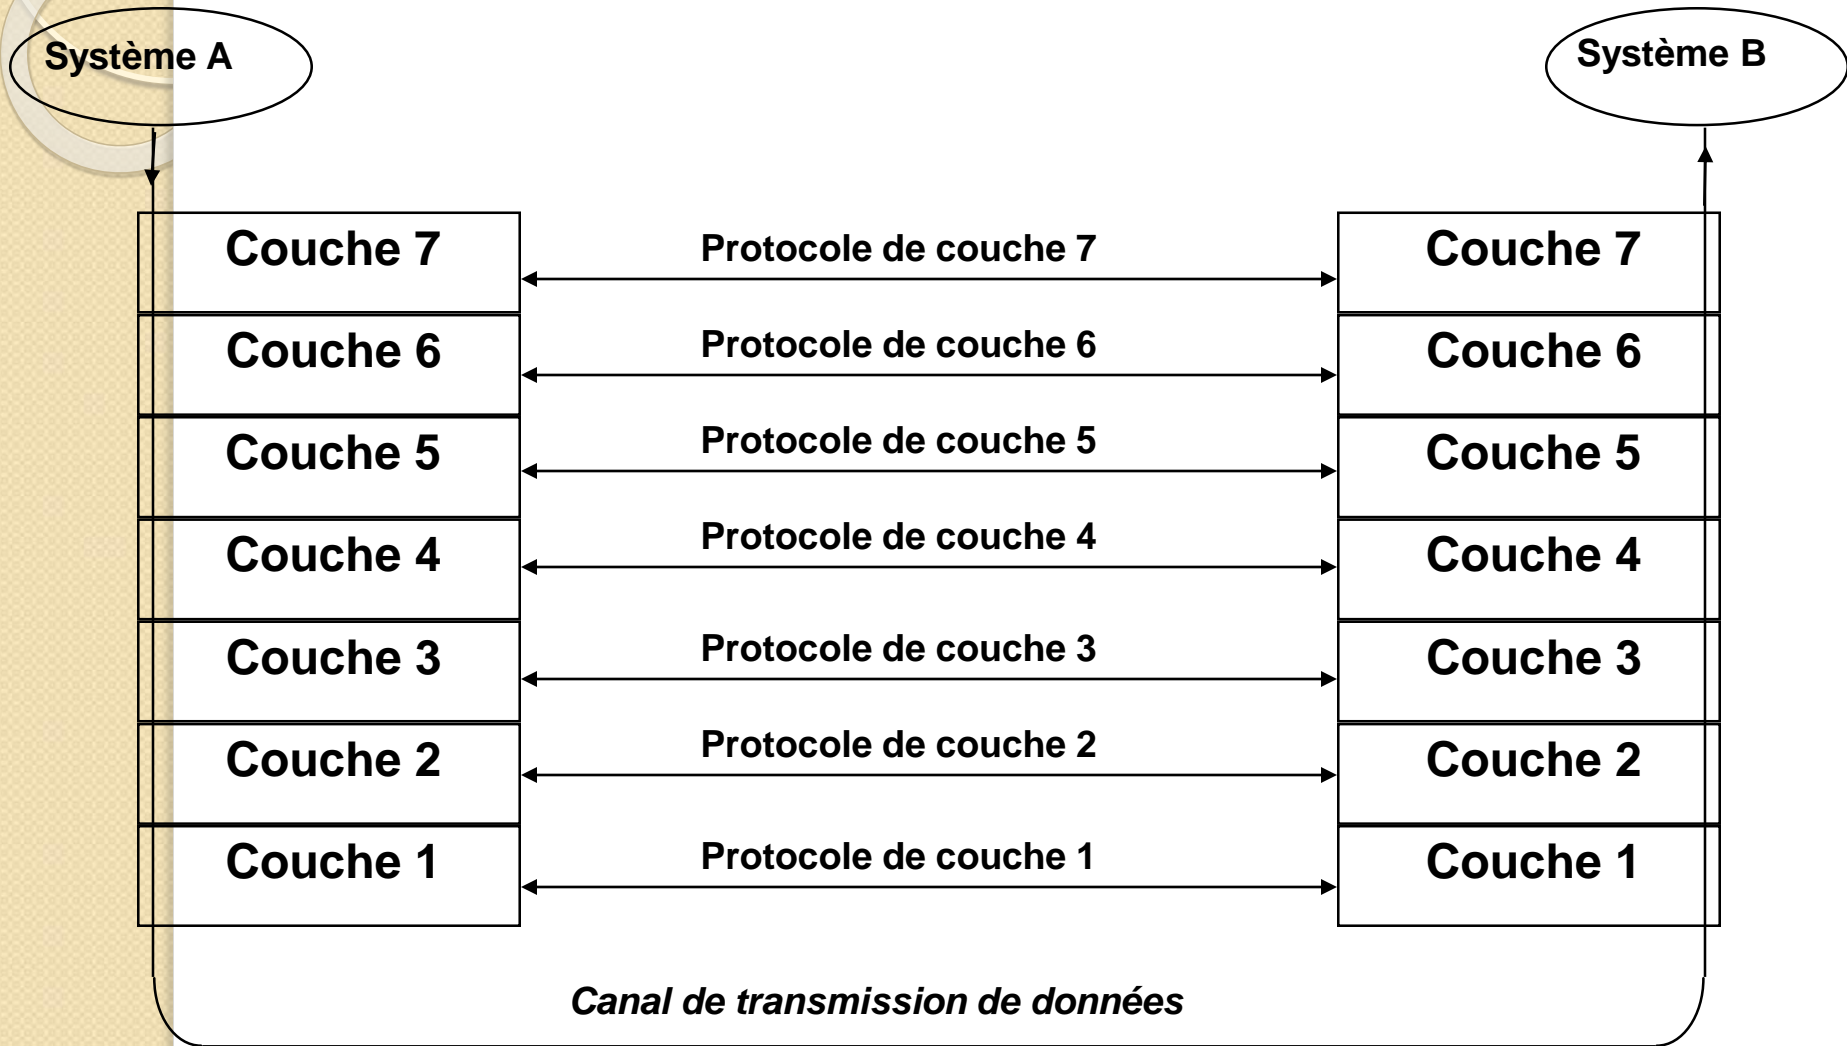 Système A
Système B
Couche 7
Protocole de couche 7
Couche 7
Couche 6
Protocole de couche 6
Couche 6
Couche 5
Protocole de couche 5
Couche 5
Couche 4
Protocole de couche 4
Couche 4
Couche 3
Protocole de couche 3
Couche 3
Couche 2
Protocole de couche 2
Couche 2
Couche 1
Protocole de couche 1
Couche 1
Canal de transmission de données